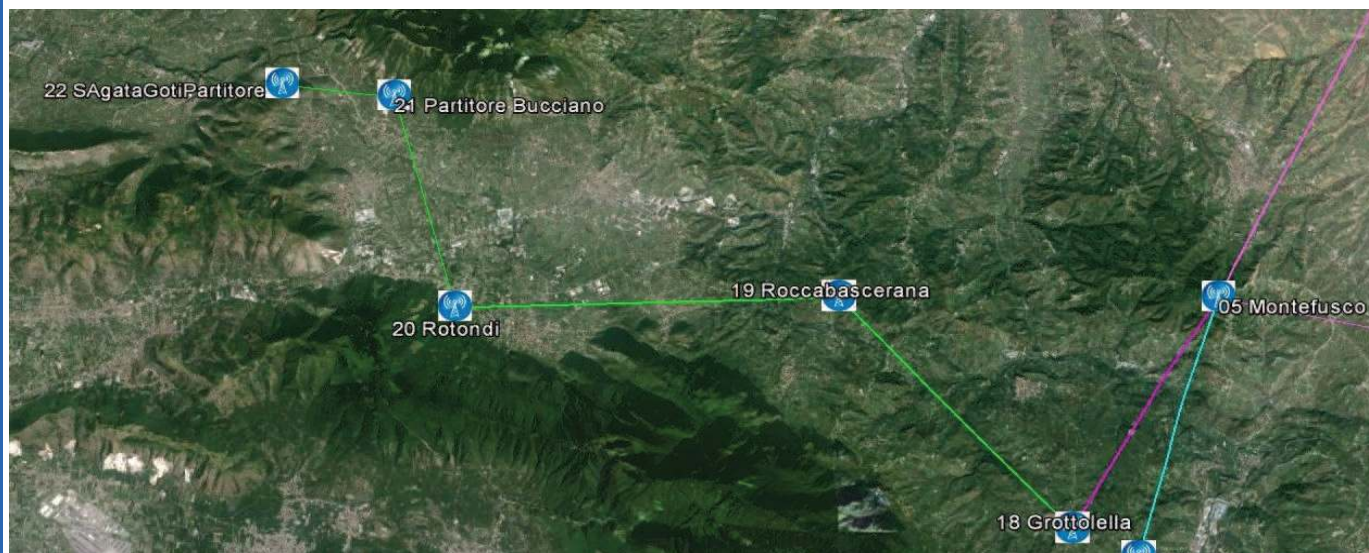 22 SAgataGotiPartitore
21 Partitore Bucciano
19 Roccabascerana
05 Montefusco
20 Rotondi
18 Grottolella